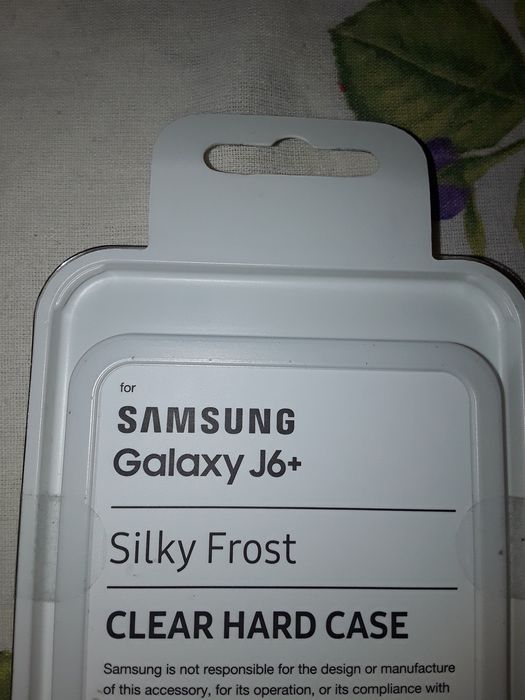 for
SAMSUNG
Galaxy J6+
Silky Frost
CLEAR HARD CASE
Samsung is not responsible for the design or manufacture
of this accessory, for its operation, or its compliance with